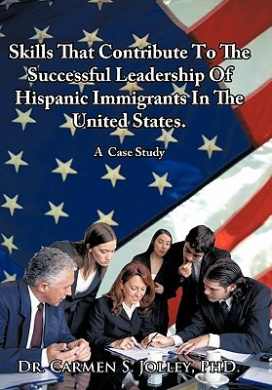 Skills That Contribute To The
Successful Leadership Of
Hispanic Immigrants In The
United States.
A Case Study
Dr. Carmen S. Jolley, PhD.